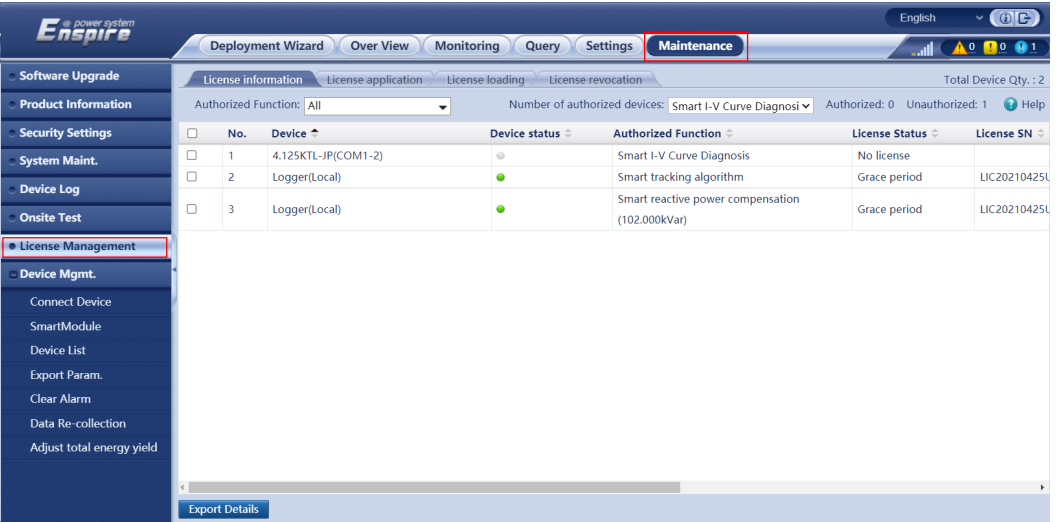 e power system
Enspire
English
Deployment Wizard Over View Monitoring Query Settings Maintenance
0 0 1
Software Upgrade
Product Information
Security Settings
System Maint.
Device Log
Onsite Test
License Management
Device Mgmt.
Connect Device
SmartModule
Device List
Export Param.
Clear Alarm
Data Re-collection
Adjust total energy yield
License information License application License loading License revocation Total Device Qty. : 2
Authorized Function: All Number of authorized devices: Smart I-V Curve Diagnosi Authorized: 0 Unauthorized: 1 Help
No. Device Device status Authorized Function License Status License SN
1 4.125KTL-JP(COM1-2) Smart I-V Curve Diagnosis No license
2 Logger(Local) Smart tracking algorithm Grace period LIC20210425U
3 Logger(Local) Smart reactive power compensation (102.000kVar) Grace period LIC20210425U
Export Details